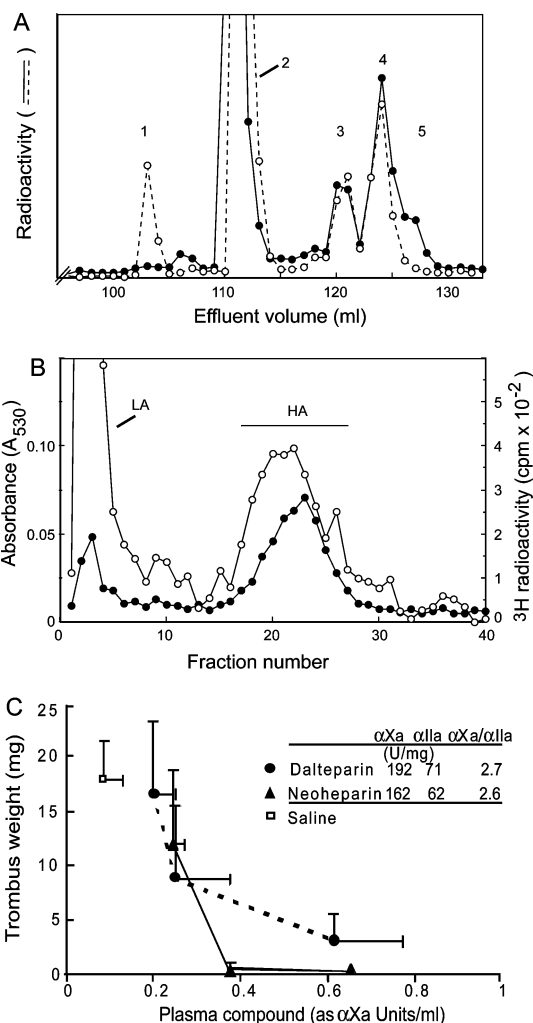 A
Radioactivity ( )
1
2
3
4
5
100
110
120
130
Effluent volume (ml)
B
Absorbance (A530)
3H radioactivity (cpm x 10-2)
LA
HA
0.10
0.05
0
5
4
3
2
1
0
0
10
20
30
40
Fraction number
C
Trombus weight (mg)
25
20
15
10
5
0
αXa αIIa αXa/αIIa
(U/mg)
Dalteparin 192 71 2.7
Neoheparin 162 62 2.6
Saline
0
0.2
0.4
0.6
0.8
1
Plasma compound (as αXa Units/ml)